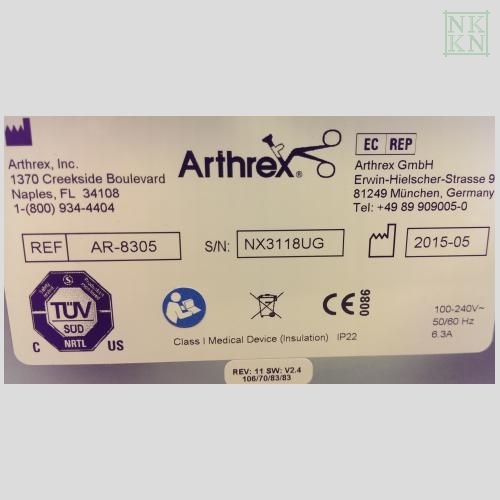 NK
KN
Arthrex, Inc.
1370 Creekside Boulevard
Naples, FL 34108
1-(800) 934-4404
Arthrex®
EC REP
Arthrex GmbH
Erwin-Hielscher-Strasse 9
81249 München, Germany
Tel: +49 89 909005-0
REF AR-8305
S/N: NX3118UG
2015-05
TÜV
SÜD
NRTL
C US
CE 0086
100-240V~
50/60 Hz
6.3A
Class I Medical Device (Insulation) IP22
REV: 11 SW: V2.4
106/70/83/83